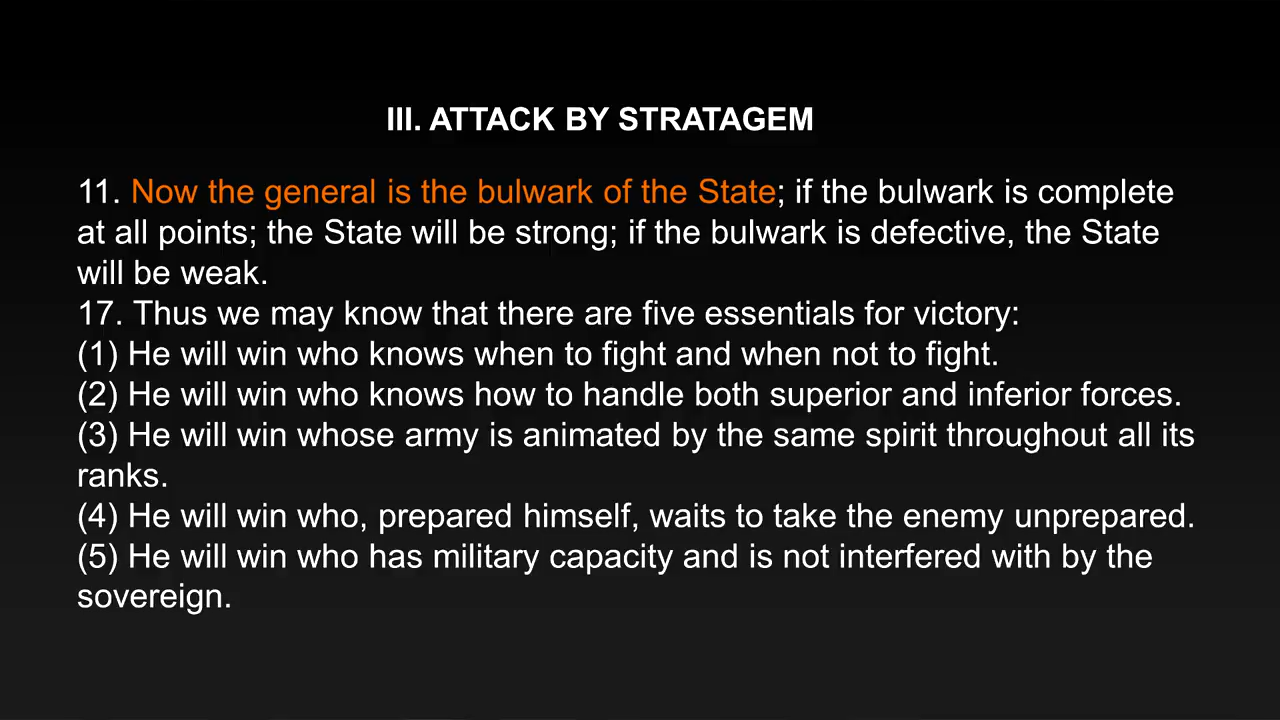 III. ATTACK BY STRATAGEM
11. Now the general is the bulwark of the State; if the bulwark is complete
at all points; the State will be strong; if the bulwark is defective, the State
will be weak.
17. Thus we may know that there are five essentials for victory:
(1) He will win who knows when to fight and when not to fight.
(2) He will win who knows how to handle both superior and inferior forces.
(3) He will win whose army is animated by the same spirit throughout all its
ranks.
(4) He will win who, prepared himself, waits to take the enemy unprepared.
(5) He will win who has military capacity and is not interfered with by the
sovereign.